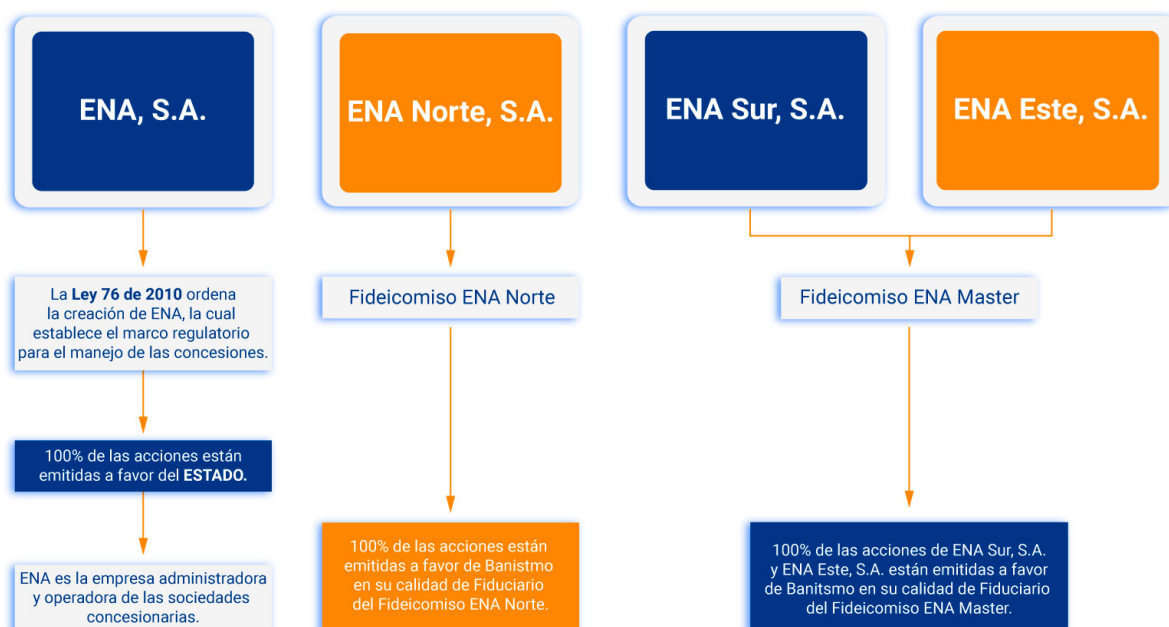 ENA, S.A.
ENA Norte, S.A.
ENA Sur, S.A.
ENA Este, S.A.
La Ley 76 de 2010 ordena
la creación de ENA, la cual
establece el marco regulatorio
para el manejo de las concesiones.
Fideicomiso ENA Norte
Fideicomiso ENA Master
100% de las acciones están
emitidas a favor del ESTADO.
ENA es la empresa administradora
y operadora de las sociedades
concesionarias.
100% de las acciones están
emitidas a favor de Banistmo
en su calidad de Fiduciario
del Fideicomiso ENA Norte.
100% de las acciones de ENA Sur, S.A.
y ENA Este, S.A. están emitidas a favor
de Banitsmo en su calidad de Fiduciario
del Fideicomiso ENA Master.